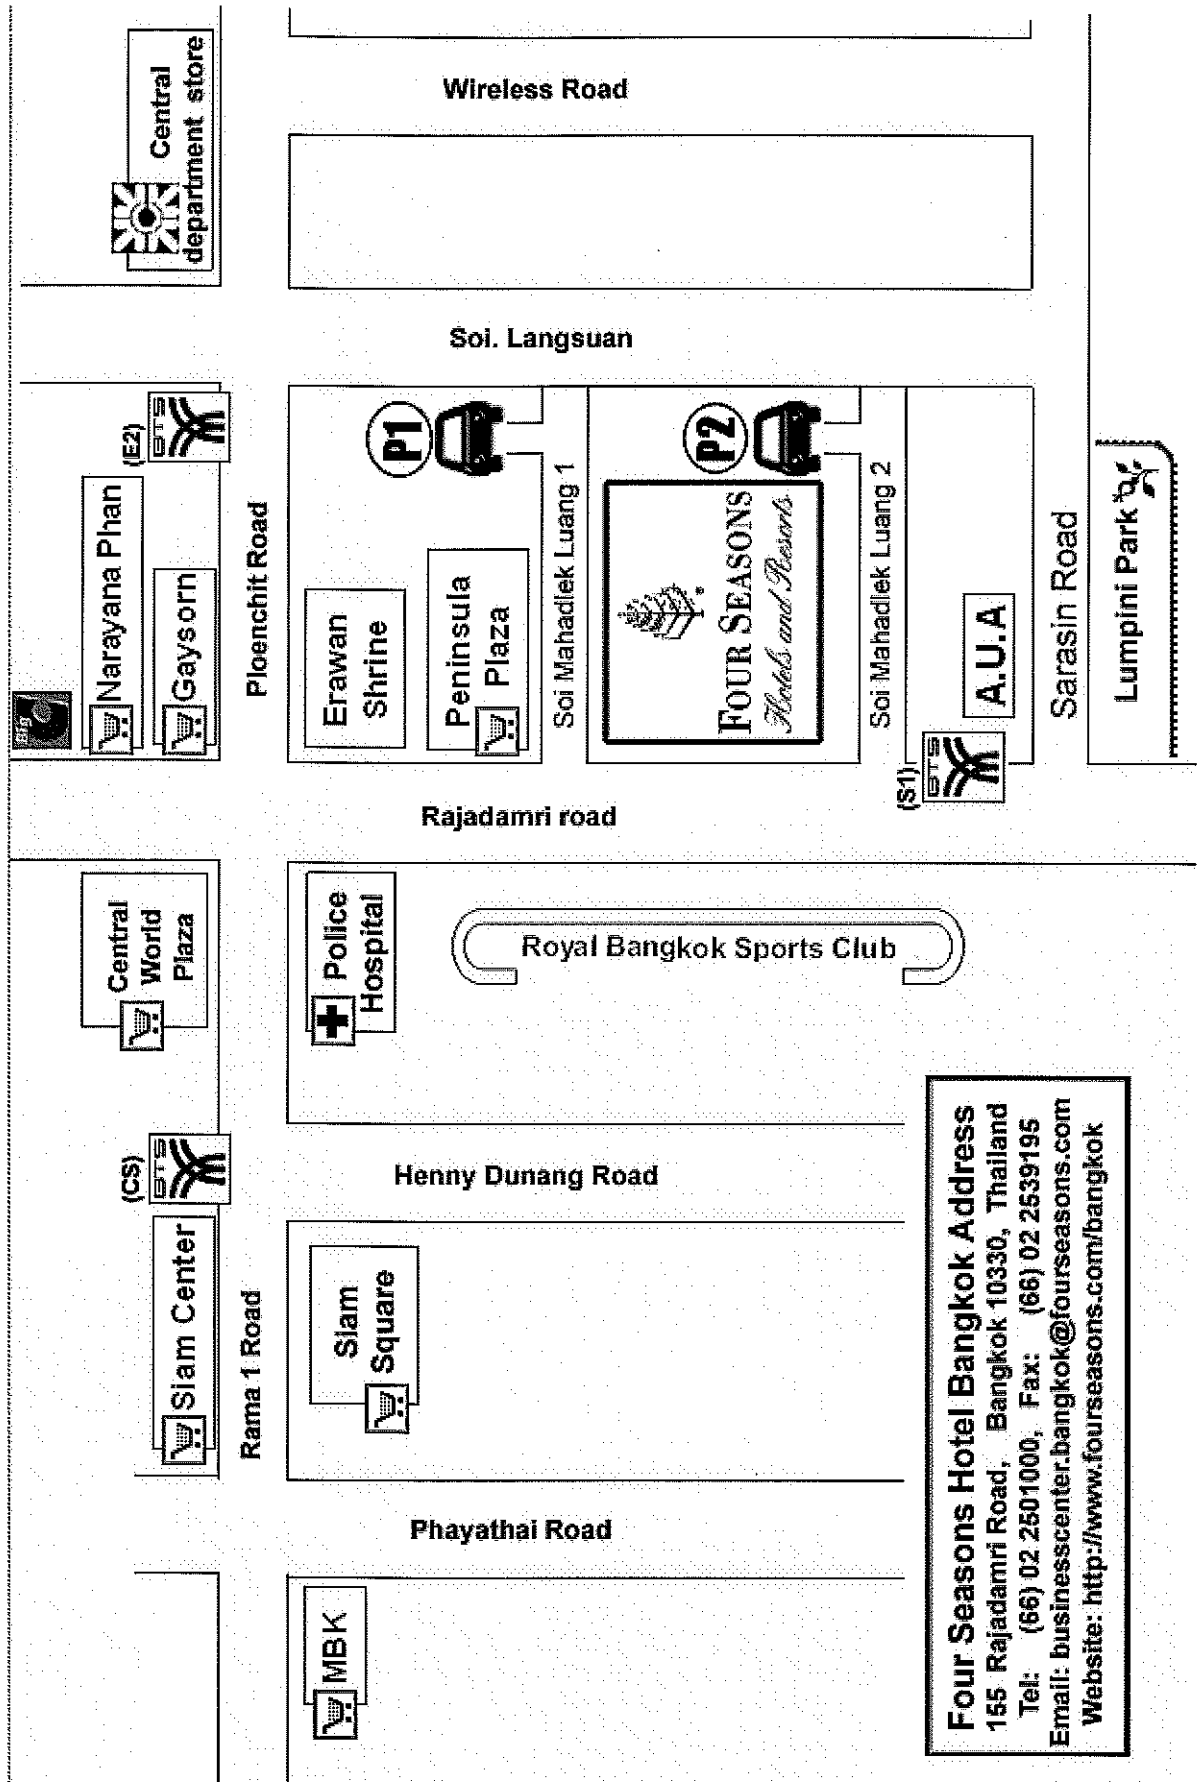 Wireless Road
Central
department store
Soi. Langsuan
(E2)
BTS
Narayana Phan
Gaysorn
Ploenchit Road
P1
Erawan
Shrine
Peninsula
Plaza
Soi Mahadlek Luang 1
P2
FOUR SEASONS
Hotels and Resorts
Soi Mahadlek Luang 2
(S1)
BTS
A.U.A
Sarasin Road
Lumpini Park
Rajadamri road
Central
World
Plaza
Police
Hospital
Royal Bangkok Sports Club
(CS)
BTS
Siam Center
Henny Dunang Road
Rama 1 Road
Siam
Square
Phayathai Road
MBK
Four Seasons Hotel Bangkok Address
155 Rajadamri Road, Bangkok 10330, Thailand
Tel: (66) 02 2501000, Fax: (66) 02 2539195
Email: businesscenter.bangkok@fourseasons.com
Website: http://www.fourseasons.com/bangkok